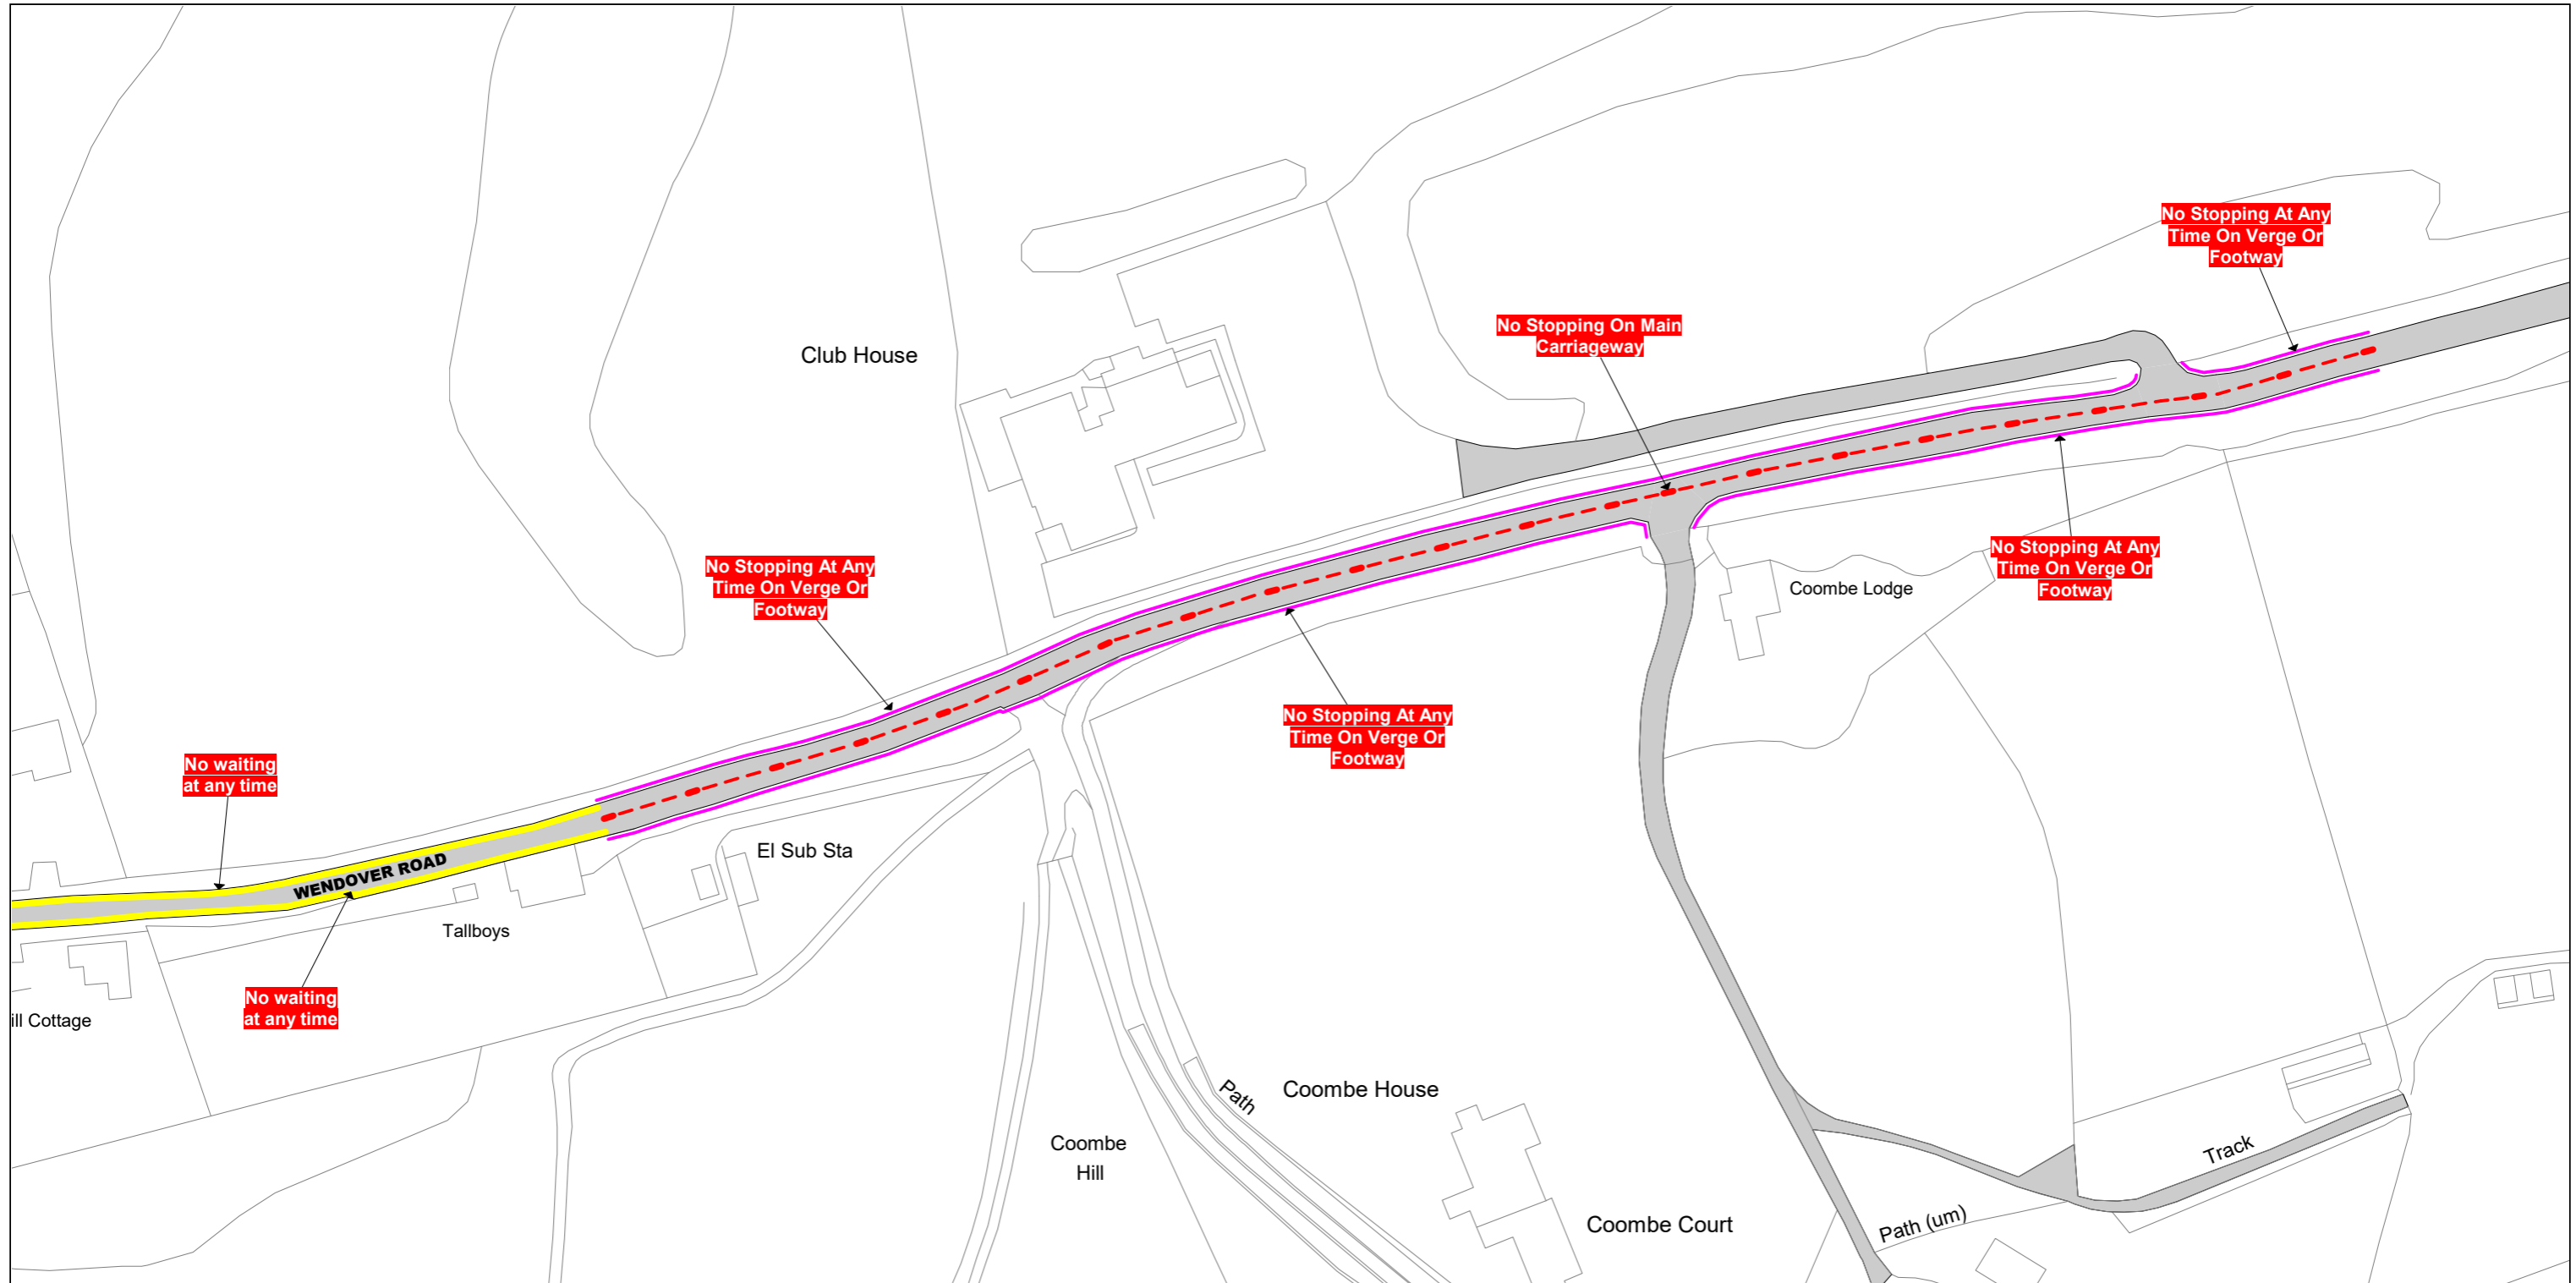 No Stopping At Any
Time On Verge Or
Footway
No Stopping On Main
Carriageway
Club House
No Stopping At Any
Time On Verge Or
Footway
No Stopping At Any
Time On Verge Or
Footway
Coombe Lodge
No Stopping At Any
Time On Verge Or
Footway
No waiting
at any time
WENDOVER ROAD
El Sub Sta
Tallboys
No waiting
at any time
ill Cottage
Path
Coombe House
Coombe
Hill
Track
Coombe Court
Path (um)